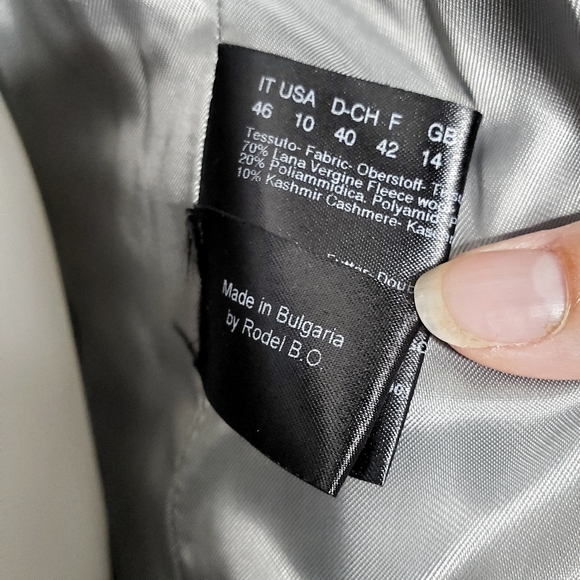 IT USA D-CH F GB
46 10 40 42 14
Tessuto- Fabric- Oberstoff-
70% Lana Vergine Fleece
20% Poliammidica. Polyamid
10% Kashmir Cashmere- Kas
Made in Bulgaria
by Rodel B.O